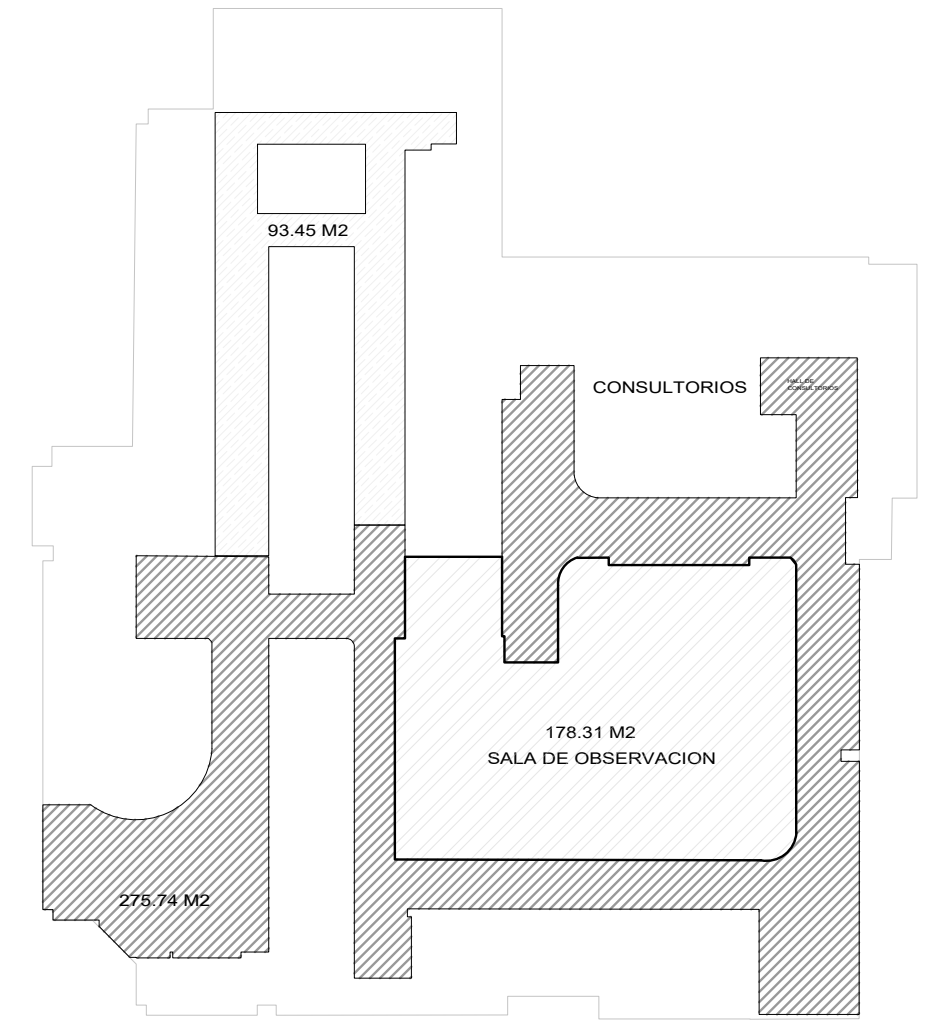 93.45 M2
CONSULTORIOS
HALL DE
CONSULTORIOS
178.31 M2
SALA DE OBSERVACION
275.74 M2